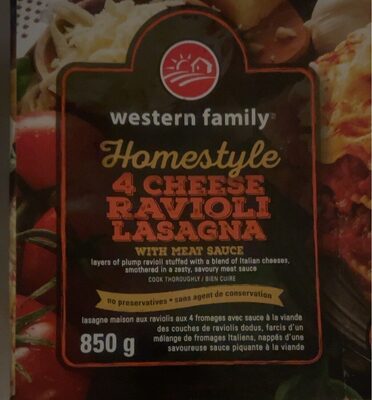 western family
Homestyle
4 CHEESE
RAVIOLI
LASAGNA
WITH MEAT SAUCE
layers of plump ravioli stuffed with a blend of Italian cheeses,
smothered in a zesty, savoury meat sauce
COOK THOROUGHLY / BIEN CUIRE
no preservatives • sans agent de conservation
lasagne maison aux raviolis aux 4 fromages avec sauce à la viande
des couches de raviolis dodus, farcis d'un
mélange de fromages Italiens, nappés d'une
savoureuse sauce piquante à la viande
850 g